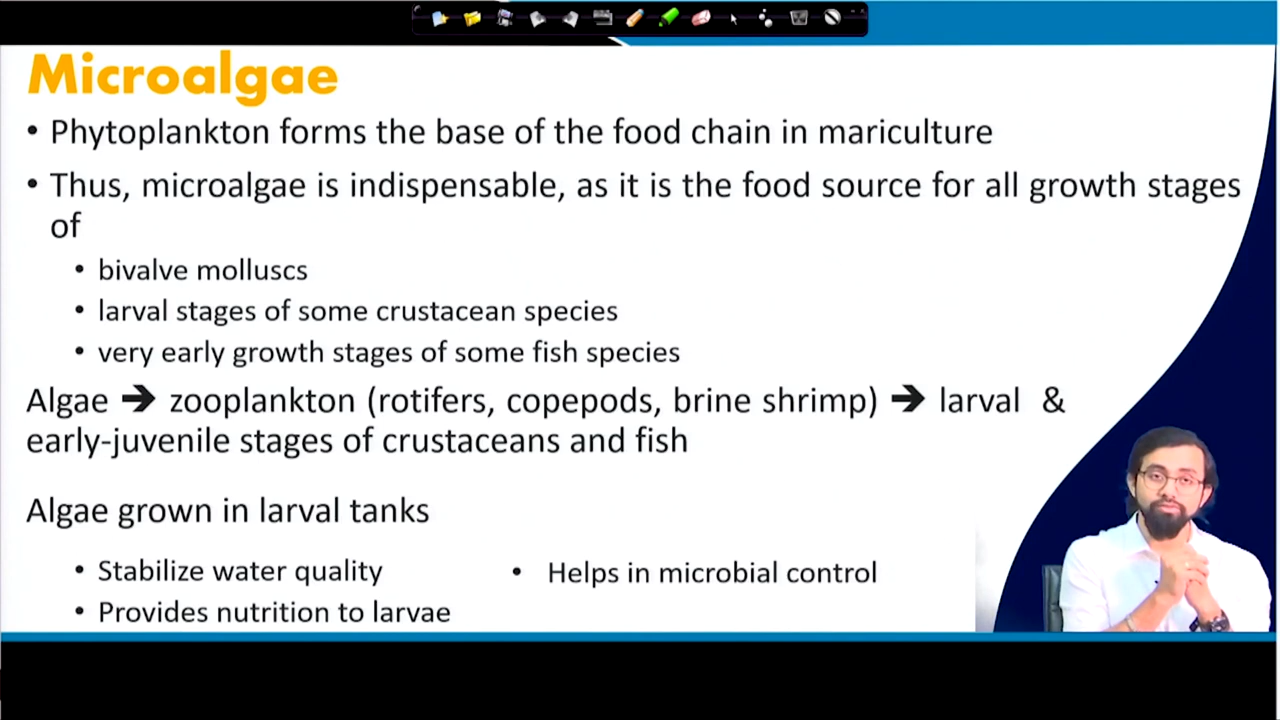 Microalgae
• Phytoplankton forms the base of the food chain in mariculture
• Thus, microalgae is indispensable, as it is the food source for all growth stages
of
• bivalve molluscs
• larval stages of some crustacean species
• very early growth stages of some fish species
Algae ➔ zooplankton (rotifers, copepods, brine shrimp) ➔ larval &
early-juvenile stages of crustaceans and fish
Algae grown in larval tanks
• Stabilize water quality
• Provides nutrition to larvae
• Helps in microbial control